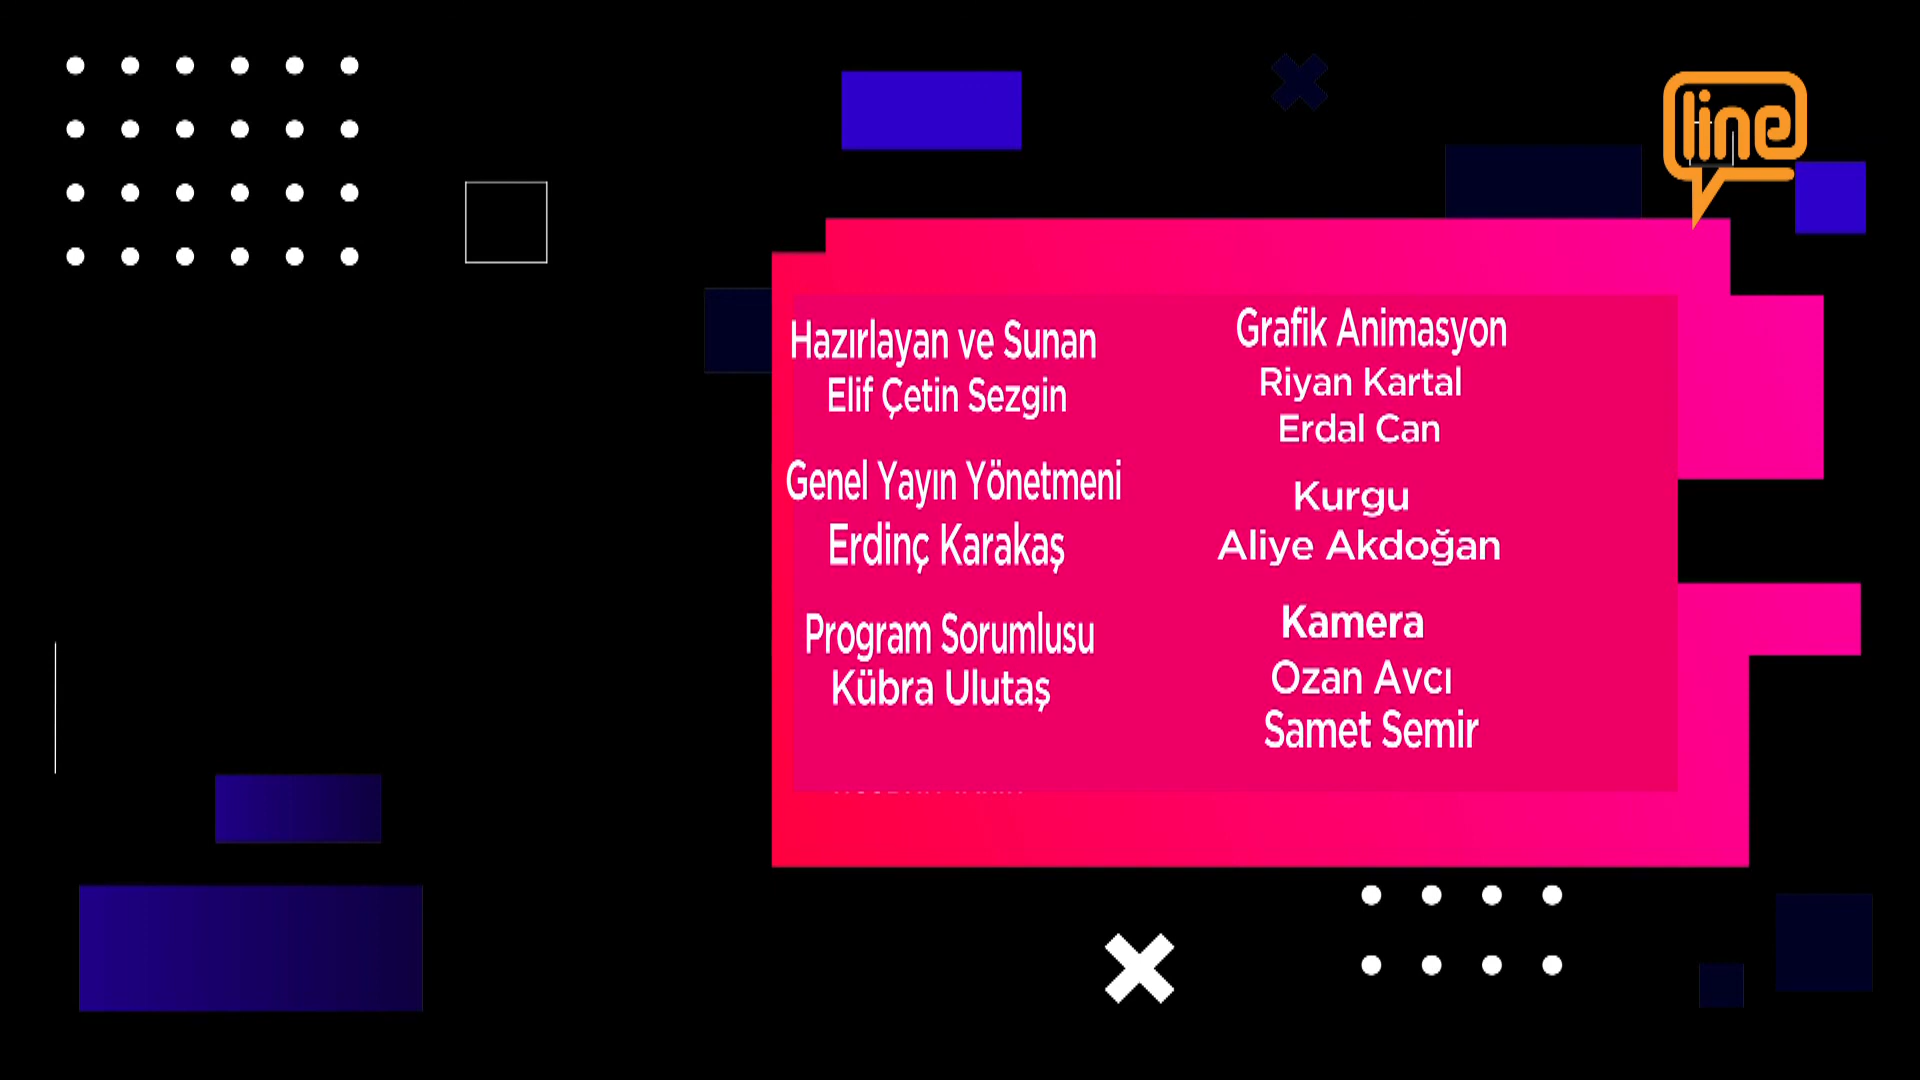 line
Hazırlayan ve Sunan
Elif Çetin Sezgin
Genel Yayın Yönetmeni
Erdinç Karakaş
Program Sorumlusu
Kübra Ulutaş
Grafik Animasyon
Riyan Kartal
Erdal Can
Kurgu
Aliye Akdoğan
Kamera
Ozan Avcı
Samet Semir